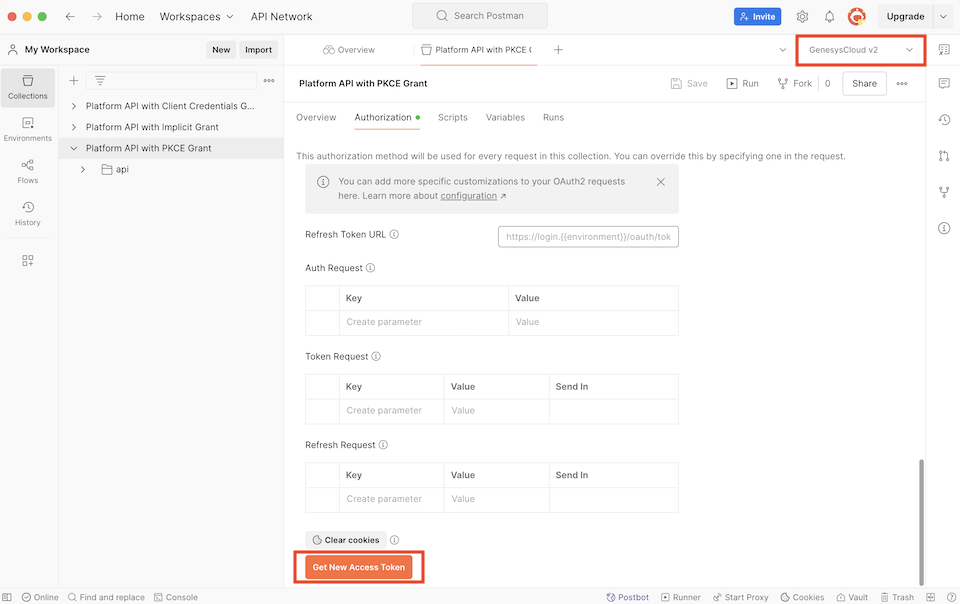 Home Workspaces API Network Search Postman Invite Upgrade
My Workspace New Import Overview Platform API with PKCE ( GenesysCloud v2
Collections
Environments
Flows
History
Platform API with Client Credentials G...
Platform API with Implicit Grant
Platform API with PKCE Grant
api
Platform API with PKCE Grant Save Run Fork 0 Share
Overview Authorization Scripts Variables Runs
This authorization method will be used for every request in this collection. You can override this by specifying one in the request.
You can add more specific customizations to your OAuth2 requests
here. Learn more about configuration ↗
Refresh Token URL https://login.{{environment}}/oauth/tok
Auth Request
Key Value
Create parameter Value
Token Request
Key Value Send In
Create parameter Value
Refresh Request
Key Value Send In
Create parameter Value
Clear cookies
Get New Access Token
Online Find and replace Console Postbot Runner Start Proxy Cookies Vault Trash